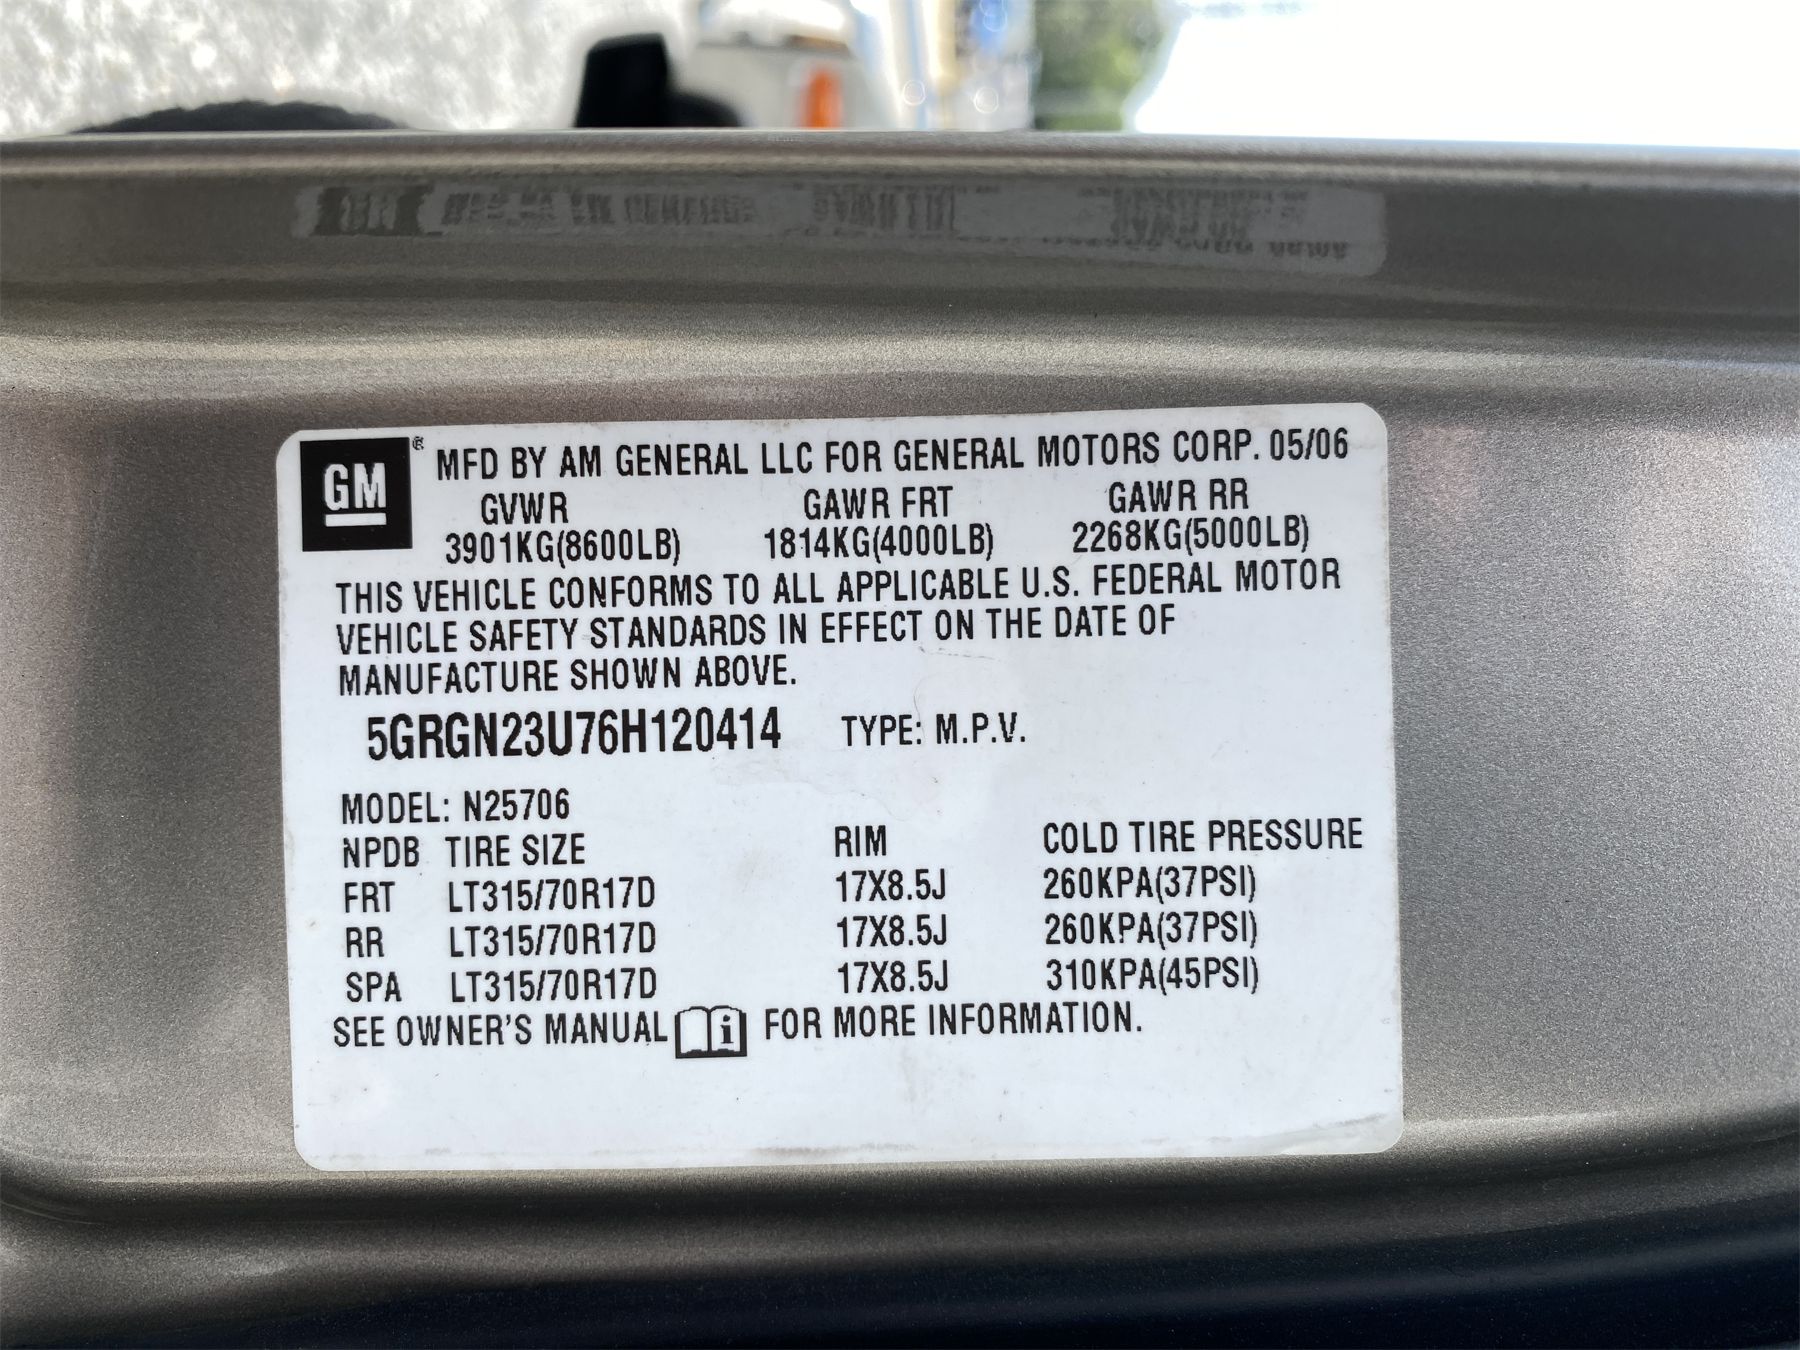 GM ® MFD BY AM GENERAL LLC FOR GENERAL MOTORS CORP. 05/06
GVWR GAWR FRT GAWR RR
3901KG(8600LB) 1814KG(4000LB) 2268KG(5000LB)
THIS VEHICLE CONFORMS TO ALL APPLICABLE U.S. FEDERAL MOTOR
VEHICLE SAFETY STANDARDS IN EFFECT ON THE DATE OF
MANUFACTURE SHOWN ABOVE.
5GRGN23U76H120414 TYPE: M.P.V.
MODEL: N25706
NPDB TIRE SIZE RIM COLD TIRE PRESSURE
FRT LT315/70R17D 17X8.5J 260KPA(37PSI)
RR LT315/70R17D 17X8.5J 260KPA(37PSI)
SPA LT315/70R17D 17X8.5J 310KPA(45PSI)
SEE OWNER'S MANUAL i FOR MORE INFORMATION.